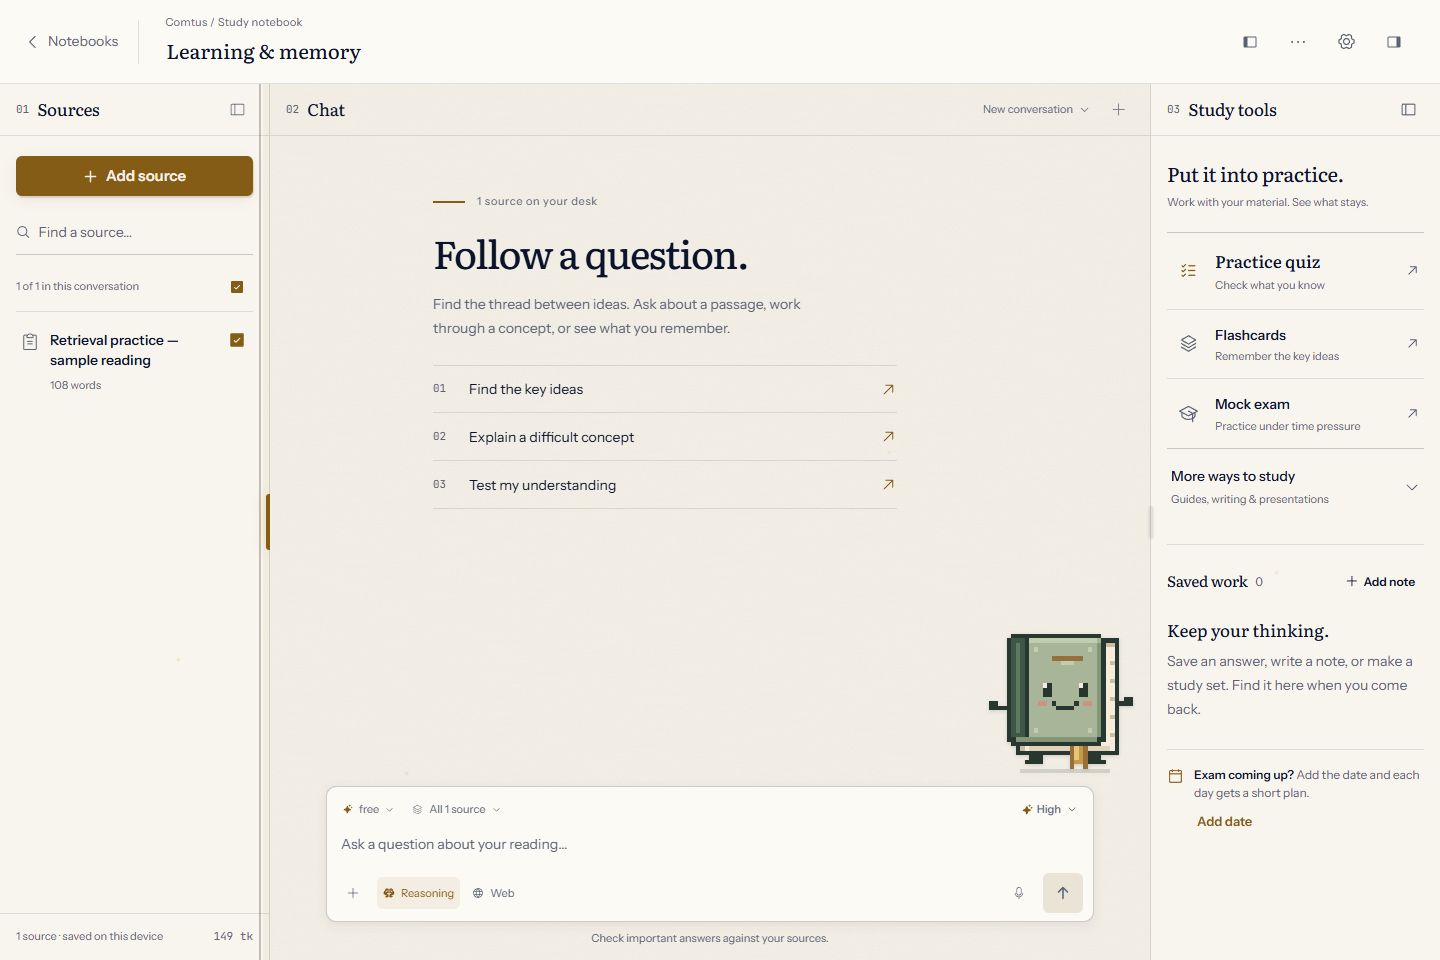 Notebooks
Comtus / Study notebook
Learning & memory
01 Sources
Add source
Find a source...
1 of 1 in this conversation
Retrieval practice —
sample reading
108 words
1 source · saved on this device
149 tk
02 Chat
New conversation
1 source on your desk
Follow a question.
Find the thread between ideas. Ask about a passage, work
through a concept, or see what you remember.
01 Find the key ideas
02 Explain a difficult concept
03 Test my understanding
free
All 1 source
High
Ask a question about your reading...
Reasoning
Web
Check important answers against your sources.
03 Study tools
Put it into practice.
Work with your material. See what stays.
Practice quiz
Check what you know
Flashcards
Remember the key ideas
Mock exam
Practice under time pressure
More ways to study
Guides, writing & presentations
Saved work 0
Add note
Keep your thinking.
Save an answer, write a note, or make a
study set. Find it here when you come
back.
Exam coming up? Add the date and each
day gets a short plan.
Add date